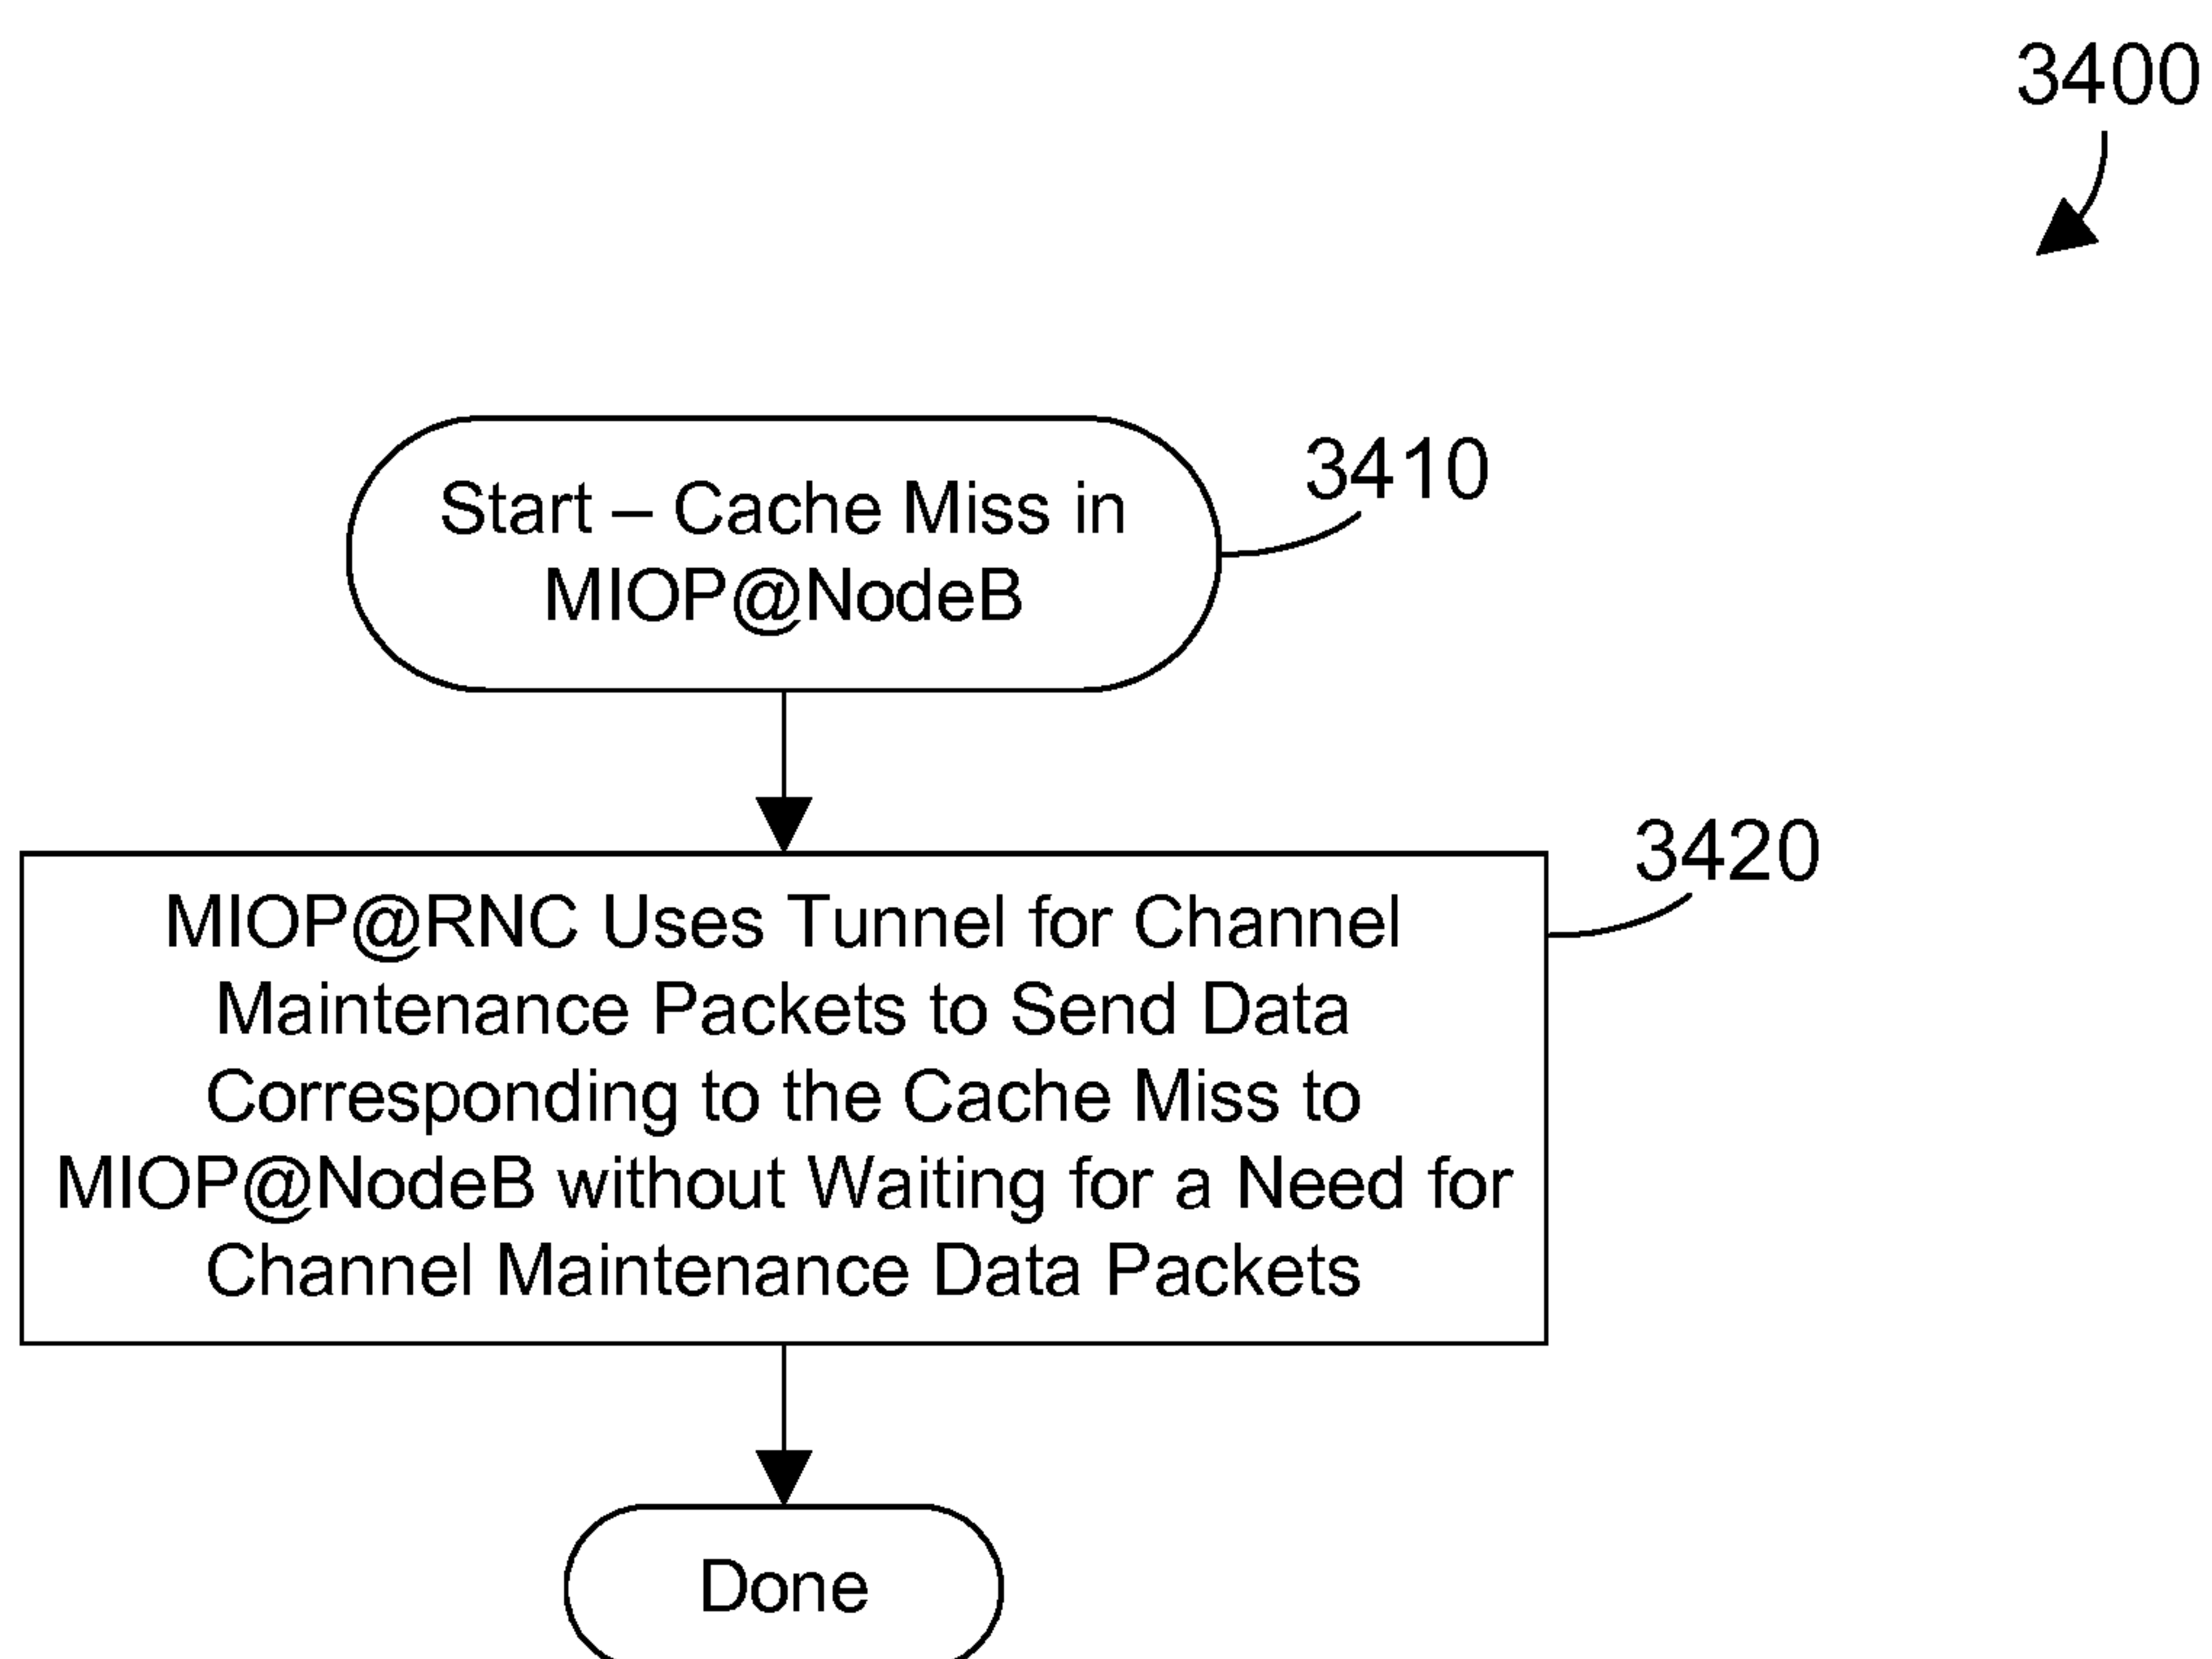 3400
Start – Cache Miss in
MIOP@NodeB
3410
MIOP@RNC Uses Tunnel for Channel
Maintenance Packets to Send Data
Corresponding to the Cache Miss to
MIOP@NodeB without Waiting for a Need for
Channel Maintenance Data Packets
3420
Done